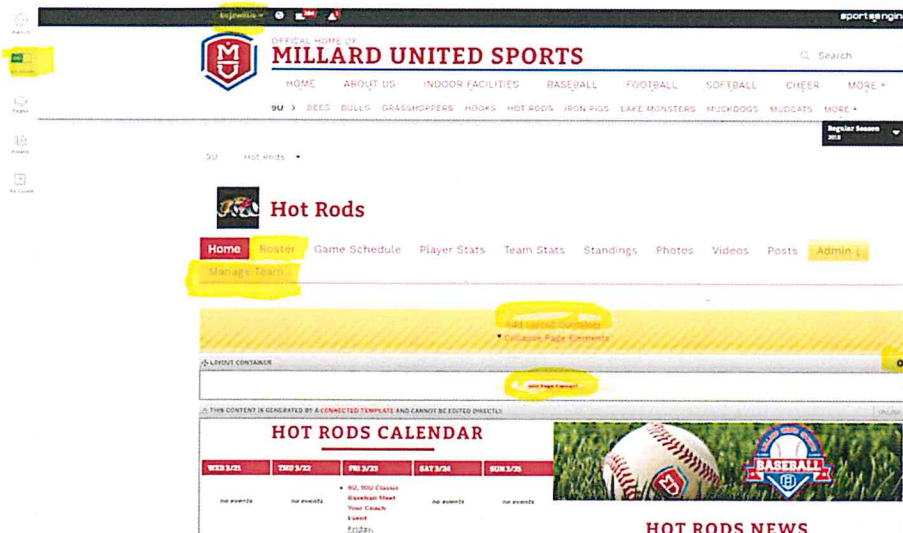 sportsengin
OFFICAL HOME OF
MILLARD UNITED SPORTS
Search
HOME ABOUT US INDOOR FACILITIES BASEBALL FOOTBALL SOFTBALL CHEER MORE
9U > BEES BULLS GRASSHOPPERS HOOKS HOT RODS IRON PIGS LAKE MONSTERS MUCKDOGS MUDCATS MORE
Regular Season
2018
9U Hot Rods
Hot Rods
Home Roster Game Schedule Player Stats Team Stats Standings Photos Videos Posts Admin
Manage Team
Add Layout Container
Collapse Page Elements
LAYOUT CONTAINER
Add Page Element
THIS CONTENT IS GENERATED BY A CONNECTED TEMPLATE AND CANNOT BE EDITED DIRECTLY.
HOT RODS CALENDAR
BASEBALL
WED 3/21 THU 3/22 FRI 3/23 SAT 3/24 SUN 3/25
no events no events no events no events
9U, 10U Classic
Baseball Meet
Your Coach
Event
Friday,
HOT RODS NEWS